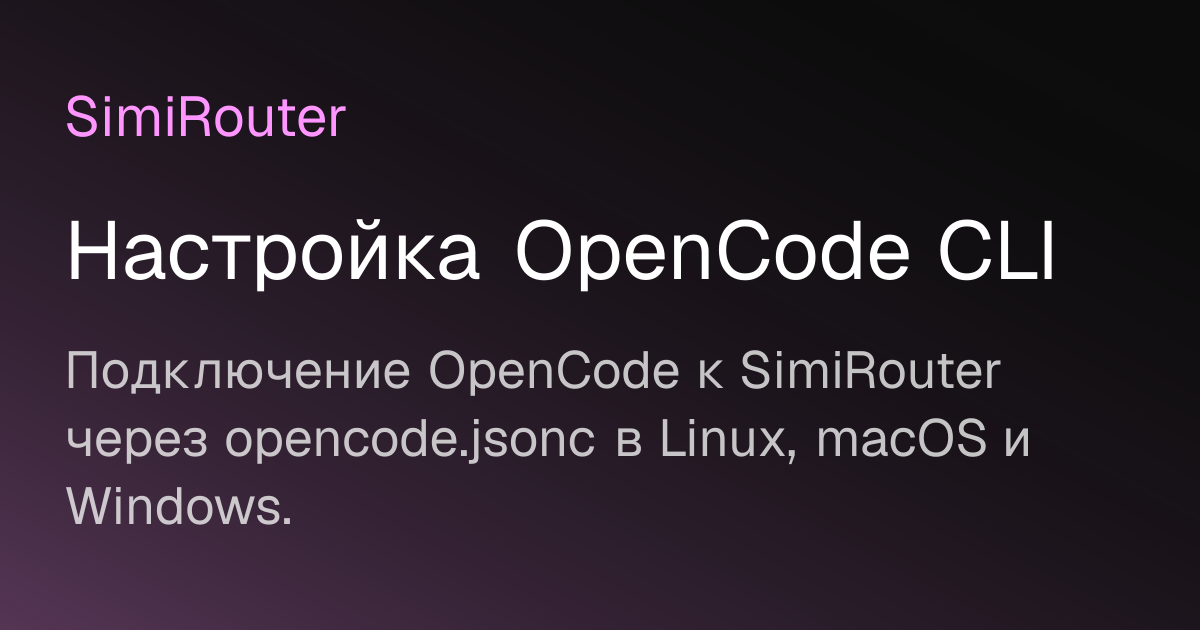 SimiRouter
Настройка OpenCode CLI
Подключение OpenCode к SimiRouter
через opencode.jsonc в Linux, macOS и
Windows.